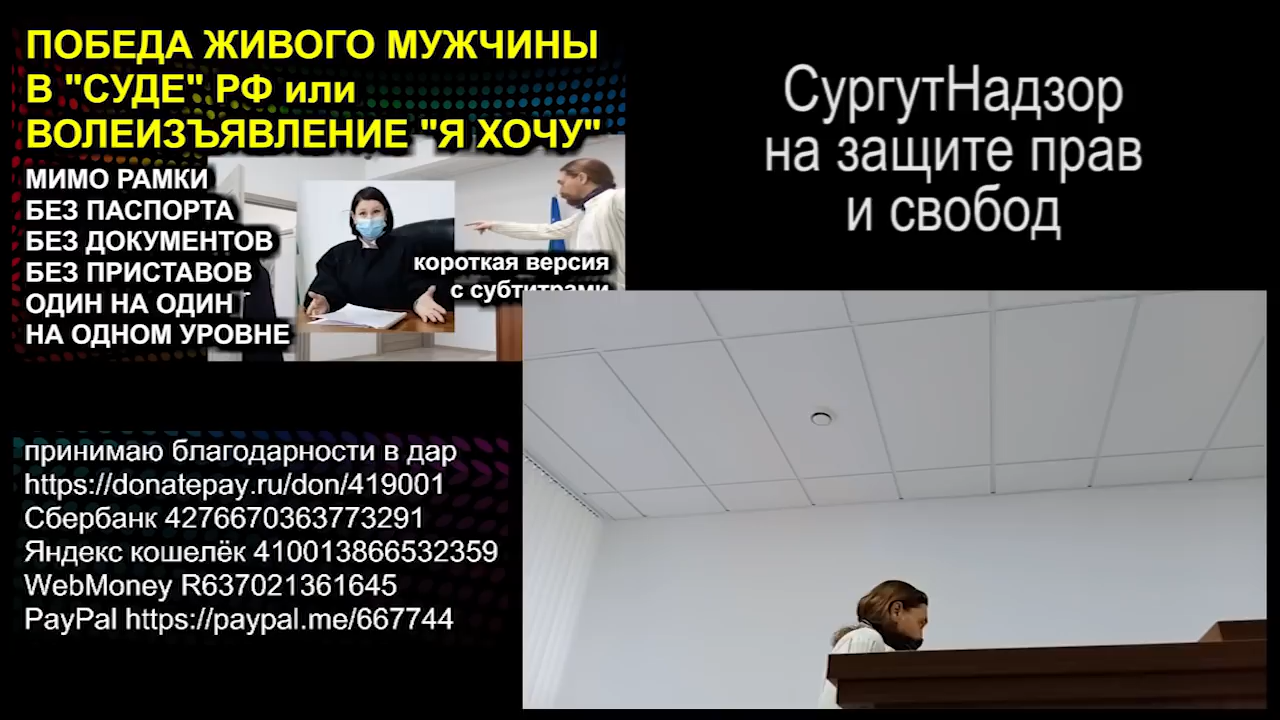 ПОБЕДА ЖИВОГО МУЖЧИНЫ
В "СУДЕ" РФ или
ВОЛЕИЗЪЯВЛЕНИЕ "Я ХОЧУ"
МИМО РАМКИ
БЕЗ ПАСПОРТА
БЕЗ ДОКУМЕНТОВ
БЕЗ ПРИСТАВОВ
ОДИН НА ОДИН
НА ОДНОМ УРОВНЕ
короткая версия
с субтитрами
СургутНадзор
на защите прав
и свобод
принимаю благодарности в дар
https://donatepay.ru/don/419001
Сбербанк 4276670363773291
Яндекс кошелёк 410013866532359
WebMoney R637021361645
PayPal https://paypal.me/667744